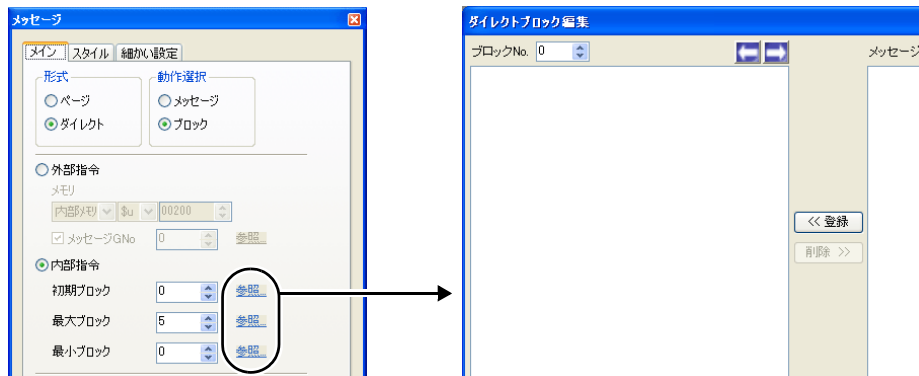 メッセージ
メイン スタイル 細かい設定
形式
ページ
ダイレクト
動作選択
メッセージ
ブロック
外部指令
メモリ
内部メモリ $u 00200
メッセージGNo 0 参照...
内部指令
初期ブロック 0 参照...
最大ブロック 5 参照...
最小ブロック 0 参照...
ダイレクトブロック編集
ブロックNo. 0
メッセージ
<< 登録
削除 >>